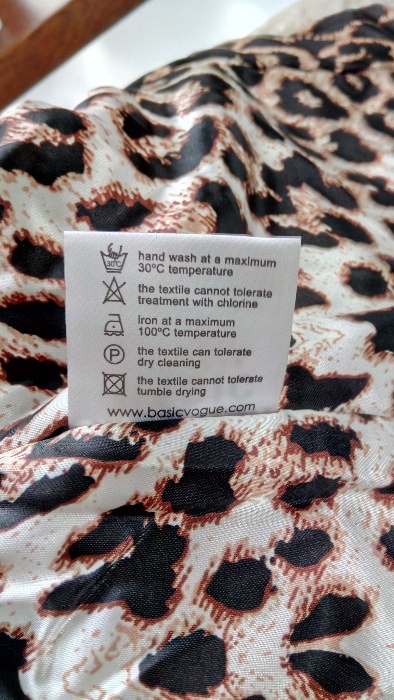 30°C
hand wash at a maximum
30°C temperature
the textile cannot tolerate
treatment with chlorine
iron at a maximum
100°C temperature
P
the textile can tolerate
dry cleaning
the textile cannot tolerate
tumble drying
www.basicvogue.com